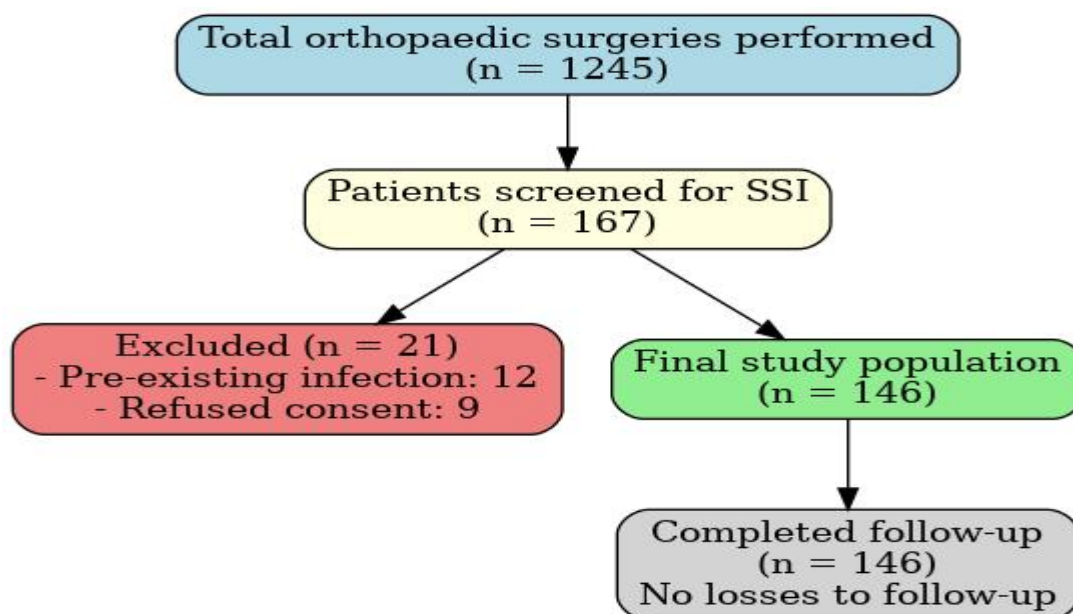 Total orthopaedic surgeries performed
(n = 1245)
Patients screened for SSI
(n = 167)
Excluded (n = 21)
- Pre-existing infection: 12
- Refused consent: 9
Final study population
(n = 146)
Completed follow-up
(n = 146)
No losses to follow-up